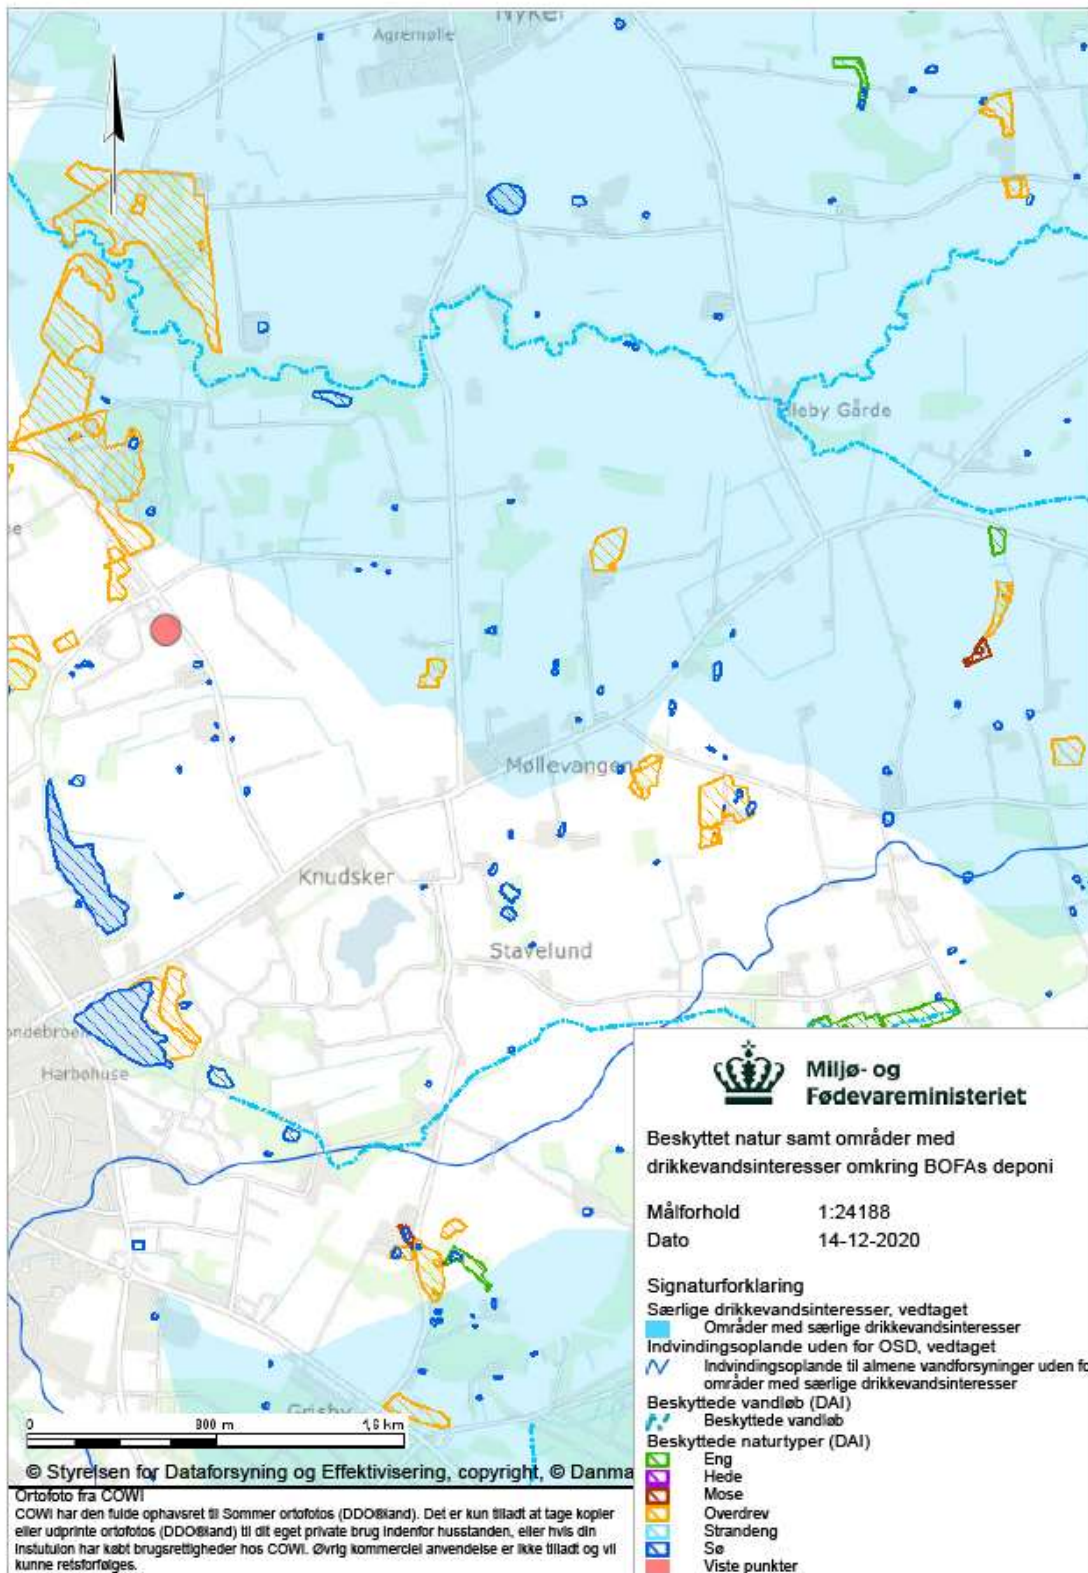 Nyker
Agremølle
lleby Gårde
Møllevangen
Knudsker
Stavelund
ondebroen
Harbohuse
Grisby
0 800 m 1,6 km
© Styrelsen for Dataforsyning og Effektivisering, copyright, © Danma
Ortofoto fra COWI
COWI har den fulde ophavsret til Sommer ortofotos (DDO®land). Det er kun tilladt at tage kopier
eller udprinte ortofotos (DDO®land) til dit eget private brug indenfor husstanden, eller hvis din
institution har købt brugsrettigheder hos COWI. Øvrig kommerciel anvendelse er ikke tilladt og vil
kunne retsforfølges.
Miljø- og
Fødevareministeriet
Beskyttet natur samt områder med
drikkevandsinteresser omkring BOFAs deponi
Målforhold 1:24188
Dato 14-12-2020
Signaturforklaring
Særlige drikkevandsinteresser, vedtaget
Områder med særlige drikkevandsinteresser
Indvindingsoplande uden for OSD, vedtaget
Indvindingsoplande til almene vandforsyninger uden fo
områder med særlige drikkevandsinteresser
Beskyttede vandløb (DAI)
Beskyttede vandløb
Beskyttede naturtyper (DAI)
Eng
Hede
Mose
Overdrev
Strandeng
Sø
Viste punkter